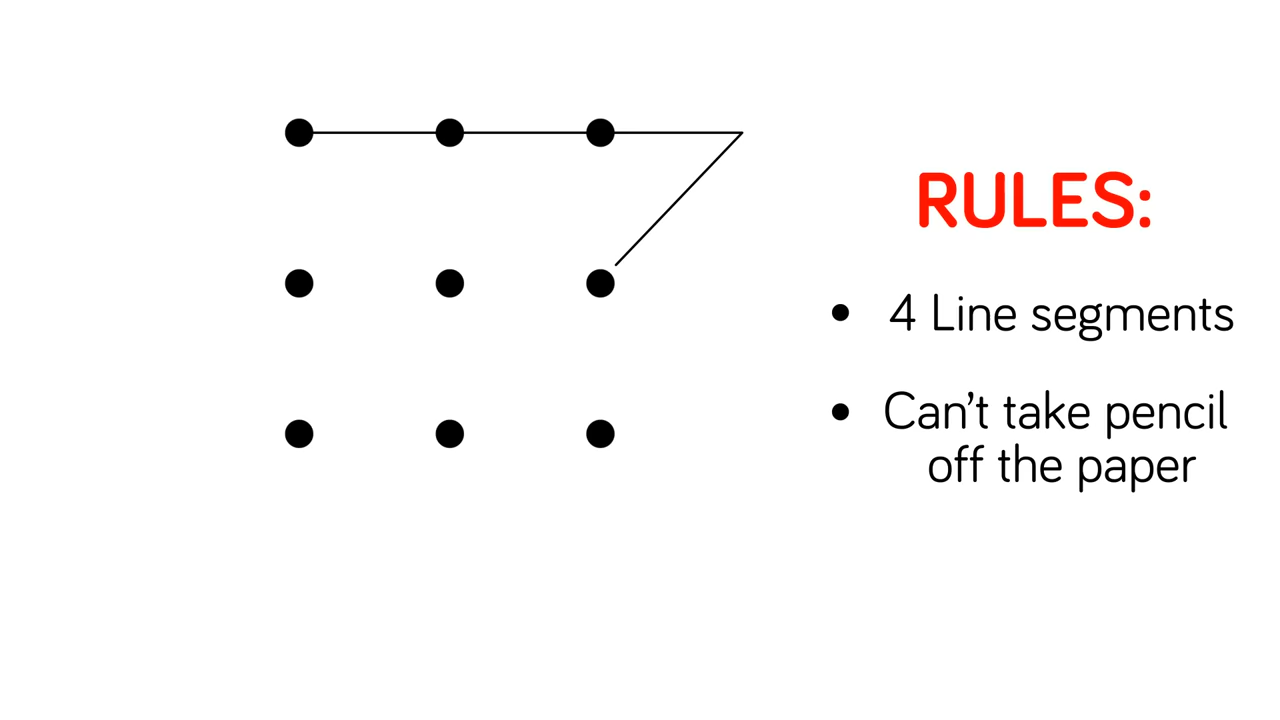 RULES:
• 4 Line segments
• Can't take pencil
off the paper